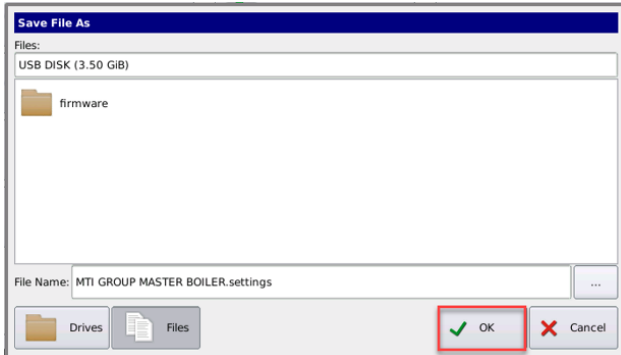 Save File As
Files:
USB DISK (3.50 GiB)
firmware
File Name: MTI GROUP MASTER BOILER.settings ...
Drives Files OK Cancel